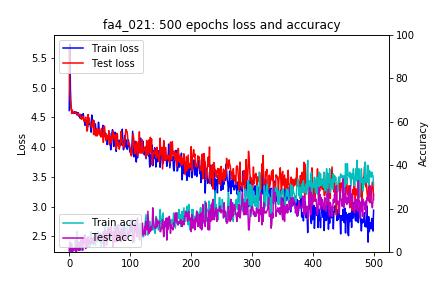 fa4_021: 500 epochs loss and accuracy
Train loss
Test loss
Train acc
Test acc
Loss
5.5
5.0
4.5
4.0
3.5
3.0
2.5
Accuracy
100
80
60
40
20
0
0 100 200 300 400 500